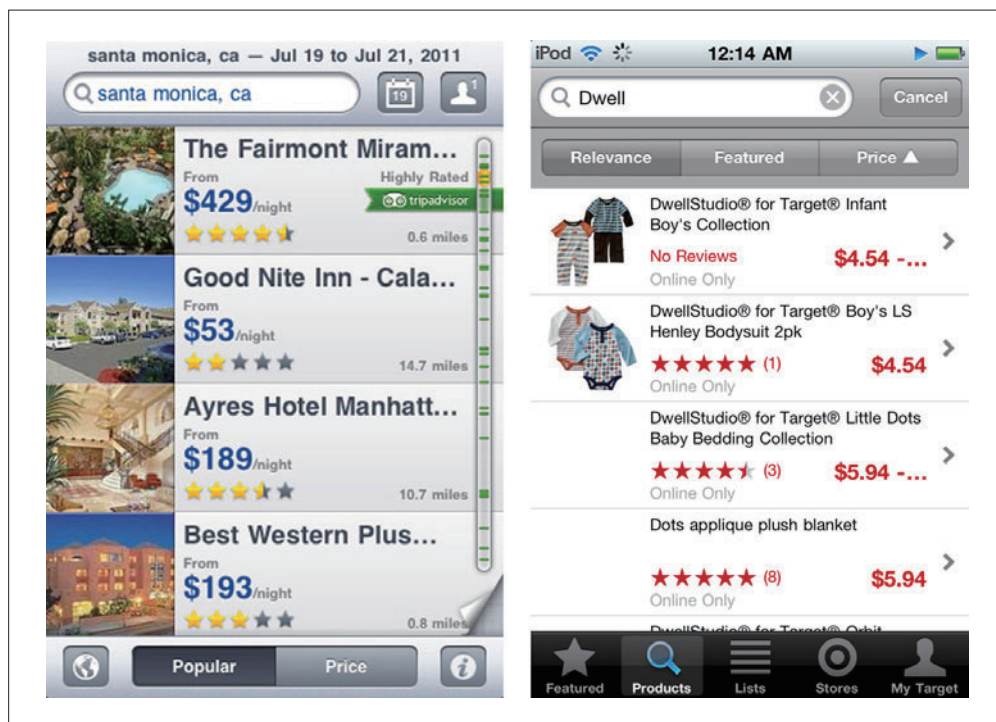 santa monica, ca — Jul 19 to Jul 21, 2011
santa monica, ca
19
1
The Fairmont Miram...
From
Highly Rated
$429/night
tripadvisor
0.6 miles
Good Nite Inn - Cala...
From
$53/night
14.7 miles
Ayres Hotel Manhatt...
From
$189/night
10.7 miles
Best Western Plus...
From
$193/night
0.8 miles
Popular
Price
i
iPod
12:14 AM
Dwell
Cancel
Relevance
Featured
Price ▲
DwellStudio® for Target® Infant
Boy's Collection
No Reviews
$4.54 -...
Online Only
DwellStudio® for Target® Boy's LS
Henley Bodysuit 2pk
(1)
$4.54
Online Only
DwellStudio® for Target® Little Dots
Baby Bedding Collection
(3)
$5.94 -...
Online Only
Dots applique plush blanket
(8)
$5.94
Online Only
DwellStudio® for Target® Orbit
Featured
Products
Lists
Stores
My Target